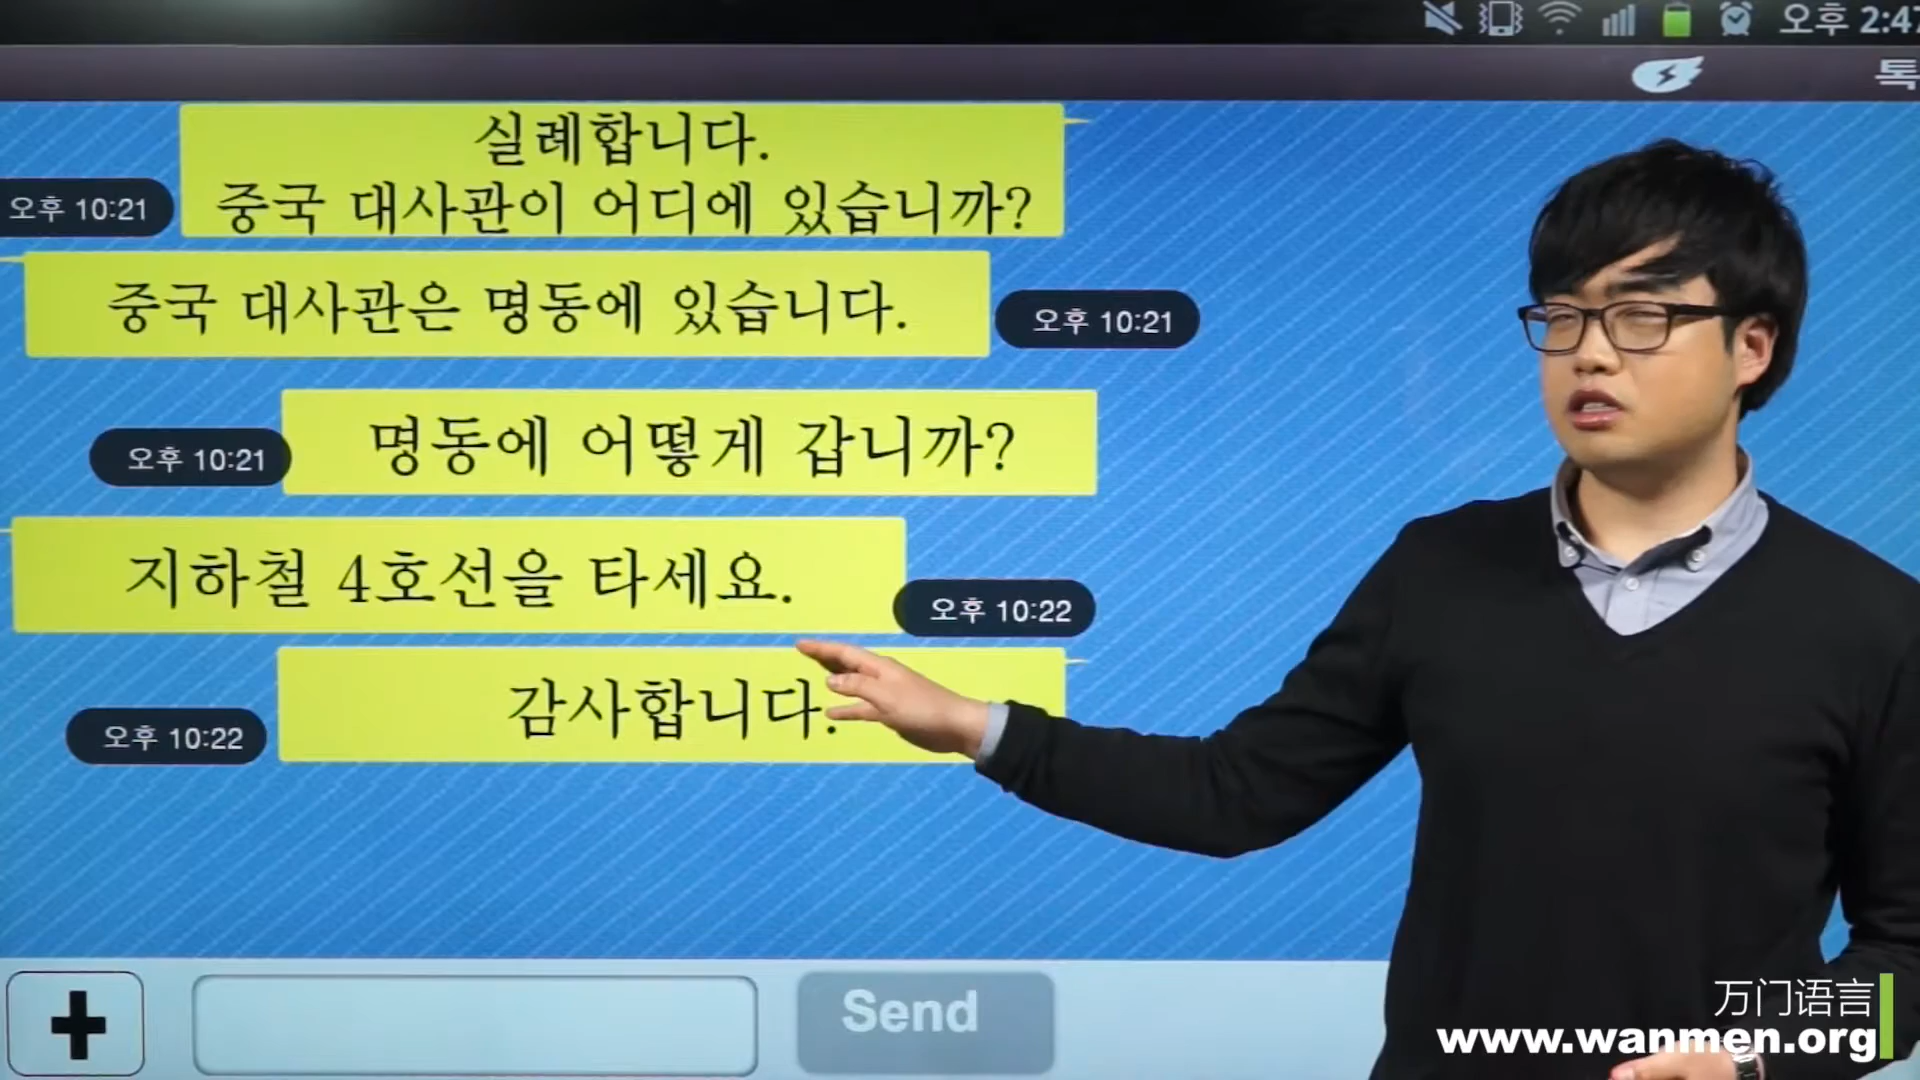 오후 2:47
톡
실례합니다.
중국 대사관이 어디에 있습니까?
오후 10:21
중국 대사관은 명동에 있습니다.
오후 10:21
명동에 어떻게 갑니까?
오후 10:21
지하철 4호선을 타세요.
오후 10:22
감사합니다.
오후 10:22
Send
万门语言
www.wanmen.org